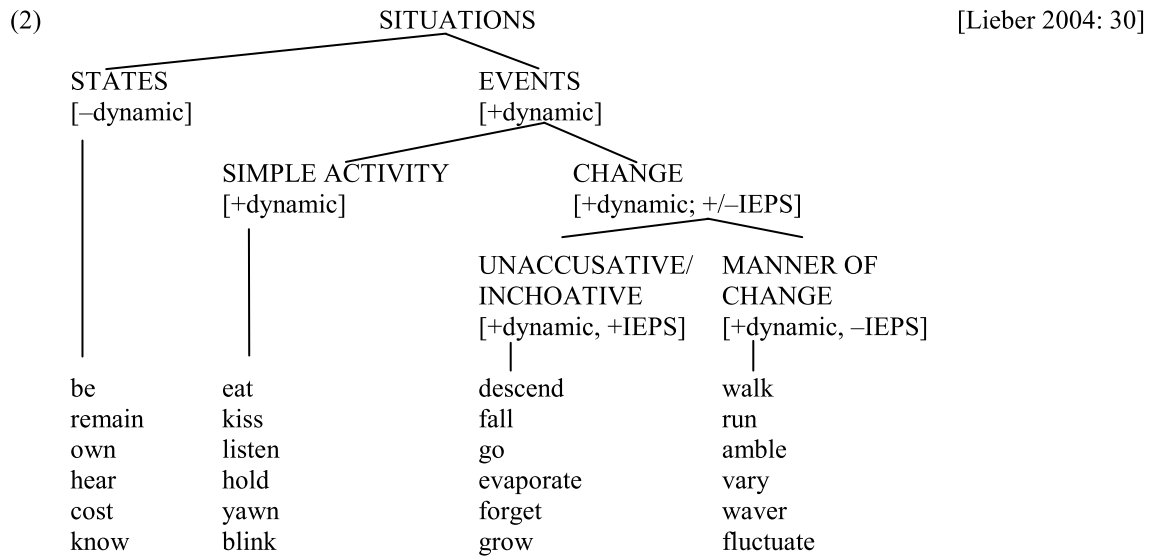 (2) SITUATIONS [Lieber 2004: 30]
STATES EVENTS
[–dynamic] [+dynamic]
SIMPLE ACTIVITY CHANGE
[+dynamic] [+dynamic; +/–IEPS]
UNACCUSATIVE/ MANNER OF
INCHOATIVE CHANGE
[+dynamic, +IEPS] [+dynamic, –IEPS]
be eat descend walk
remain kiss fall run
own listen go amble
hear hold evaporate vary
cost yawn forget waver
know blink grow fluctuate